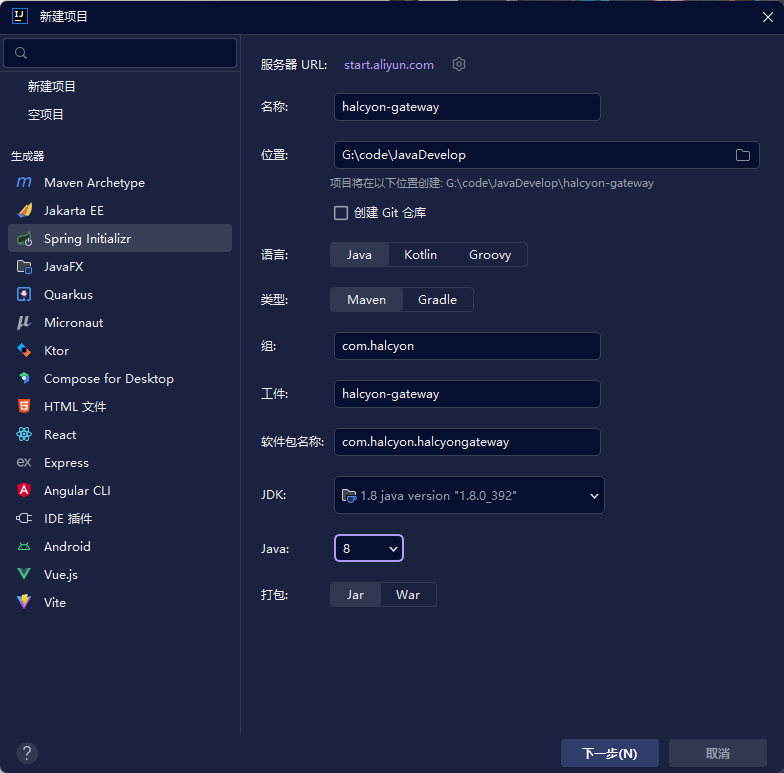 新建项目
新建项目
空项目
生成器
Maven Archetype
Jakarta EE
Spring Initializr
JavaFX
Quarkus
Micronaut
Ktor
Compose for Desktop
HTML 文件
React
Express
Angular CLI
IDE 插件
Android
Vue.js
Vite
服务器 URL: start.aliyun.com
名称: halcyon-gateway
位置: G:\code\JavaDevelop
项目将在以下位置创建: G:\code\JavaDevelop\halcyon-gateway
创建 Git 仓库
语言: Java Kotlin Groovy
类型: Maven Gradle
组: com.halcyon
工件: halcyon-gateway
软件包名称: com.halcyon.halcyongateway
JDK: 1.8 java version "1.8.0_392"
Java: 8
打包: Jar War
? 下一步(N) 取消